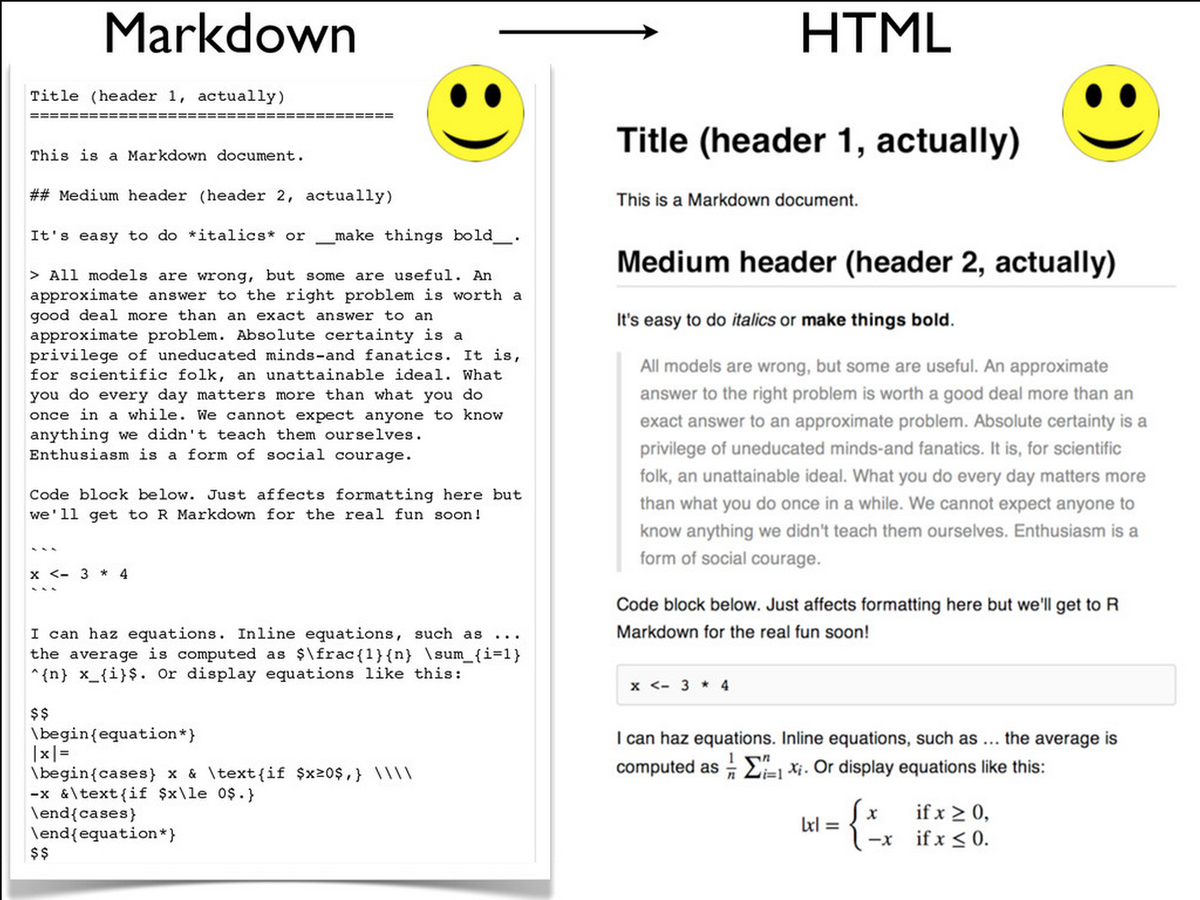 Markdown
HTML
Title (header 1, actually)
=====================================
This is a Markdown document.
## Medium header (header 2, actually)
It's easy to do *italics* or __make things bold__.
> All models are wrong, but some are useful. An
approximate answer to the right problem is worth a
good deal more than an exact answer to an
approximate problem. Absolute certainty is a
privilege of uneducated minds-and fanatics. It is,
for scientific folk, an unattainable ideal. What
you do every day matters more than what you do
once in a while. We cannot expect anyone to know
anything we didn't teach them ourselves.
Enthusiasm is a form of social courage.
Code block below. Just affects formatting here but
we'll get to R Markdown for the real fun soon!
```
x <- 3 * 4
```
I can haz equations. Inline equations, such as ...
the average is computed as $\frac{1}{n} \sum_{i=1}
^{n} x_{i}$. Or display equations like this:
$$
\begin{equation*}
|x|=
\begin{cases} x & \text{if $x≥0$,} \\\\
-x &\text{if $x\le 0$.}
\end{cases}
\end{equation*}
$$
Title (header 1, actually)
This is a Markdown document.
Medium header (header 2, actually)
It's easy to do italics or make things bold.
All models are wrong, but some are useful. An approximate
answer to the right problem is worth a good deal more than an
exact answer to an approximate problem. Absolute certainty is a
privilege of uneducated minds-and fanatics. It is, for scientific
folk, an unattainable ideal. What you do every day matters more
than what you do once in a while. We cannot expect anyone to
know anything we didn't teach them ourselves. Enthusiasm is a
form of social courage.
Code block below. Just affects formatting here but we'll get to R
Markdown for the real fun soon!
x <- 3 * 4
I can haz equations. Inline equations, such as … the average is
computed as 1/n ∑ⁿᵢ₌₁ xᵢ. Or display equations like this:
|x| = { x if x ≥ 0,
−x if x ≤ 0.